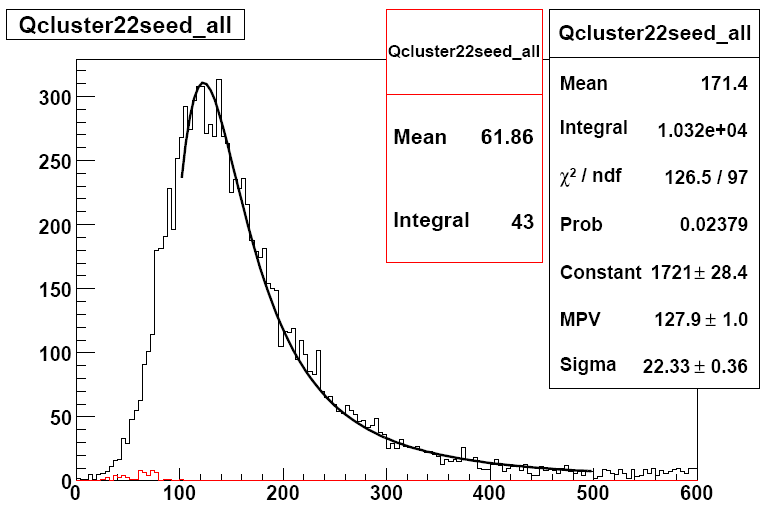 Qcluster22seed_all
Qcluster22seed_all
Mean 61.86
Integral 43
Qcluster22seed_all
Mean 171.4
Integral 1.032e+04
χ² / ndf 126.5 / 97
Prob 0.02379
Constant 1721 ± 28.4
MPV 127.9 ± 1.0
Sigma 22.33 ± 0.36
300
250
200
150
100
50
0
0 100 200 300 400 500 600